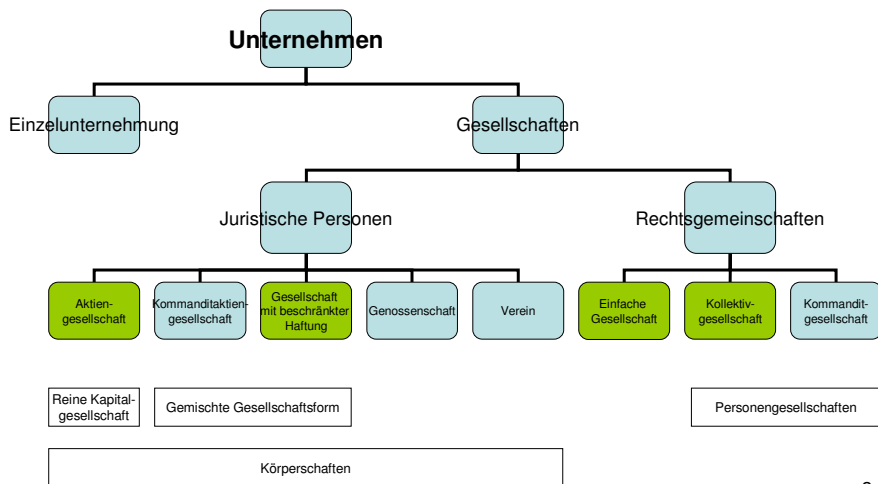 Unternehmen
Einzelunternehmung
Gesellschaften
Juristische Personen
Rechtsgemeinschaften
Aktien-
gesellschaft
Kommanditaktien-
gesellschaft
Gesellschaft
mit beschränkter
Haftung
Genossenschaft
Verein
Einfache
Gesellschaft
Kollektiv-
gesellschaft
Kommandit-
gesellschaft
Reine Kapital-
gesellschaft
Gemischte Gesellschaftsform
Personengesellschaften
Körperschaften